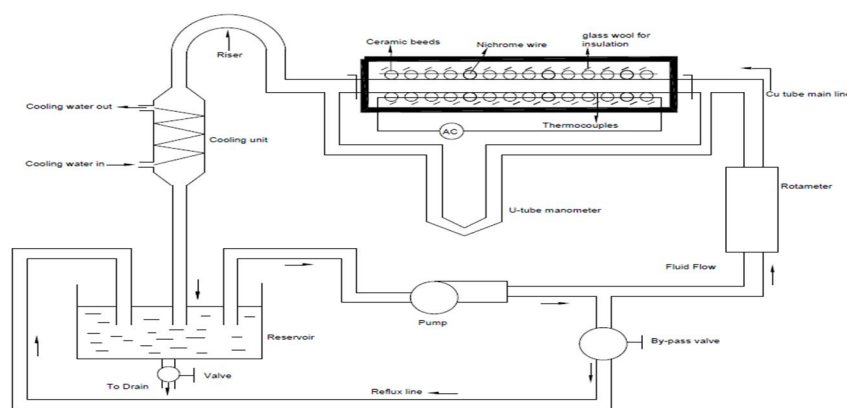 Ceramic beeds
Nichrome wire
glass wool for
insulation
Riser
Cu tube main line
Cooling water out
Thermocouples
AC
Cooling unit
Cooling water in
Rotameter
U-tube manometer
Fluid Flow
Pump
Reservoir
By-pass valve
To Drain
Valve
Reflux line